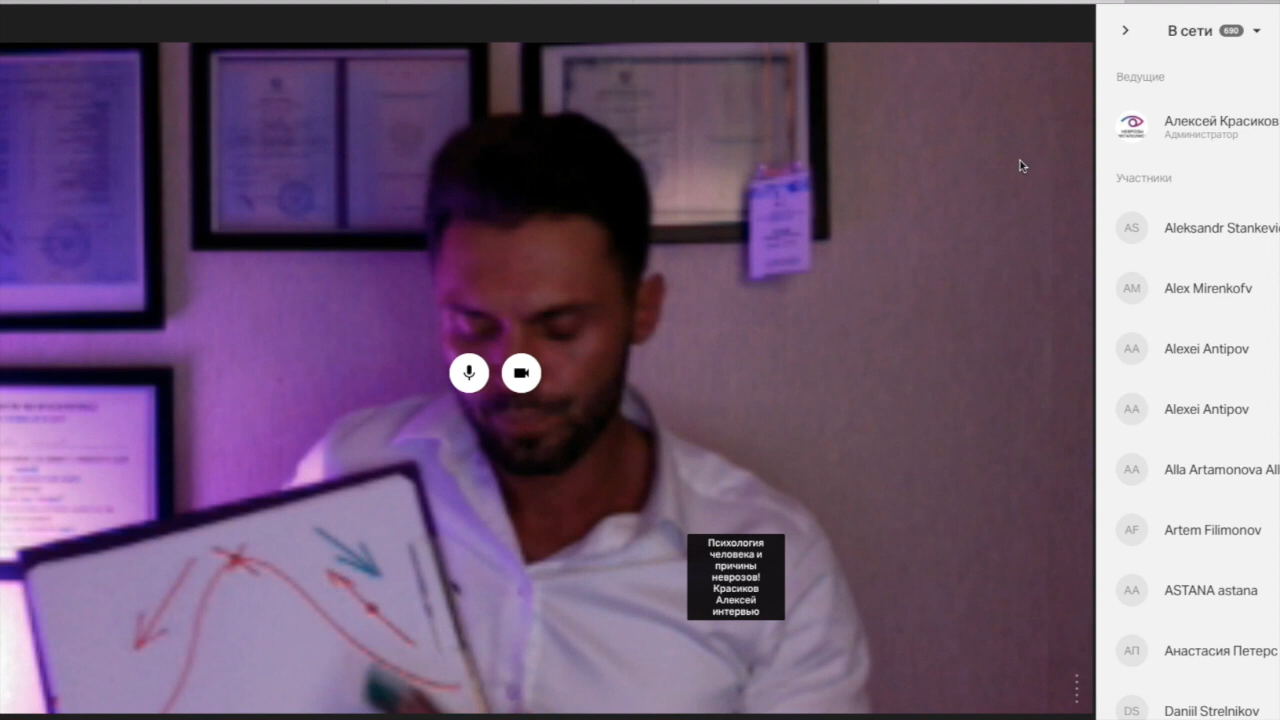 В сети 690
Ведущие
Алексей Красиков
Администратор
Участники
AS Aleksandr Stankevi
AM Alex Mirenkofv
AA Alexei Antipov
AA Alexei Antipov
AA Alla Artamonova All
AF Artem Filimonov
AA ASTANA astana
АП Анастасия Петерс
DS Daniil Strelnikov
Психология
человека и
причины
неврозов!
Красиков
Алексей
интервью